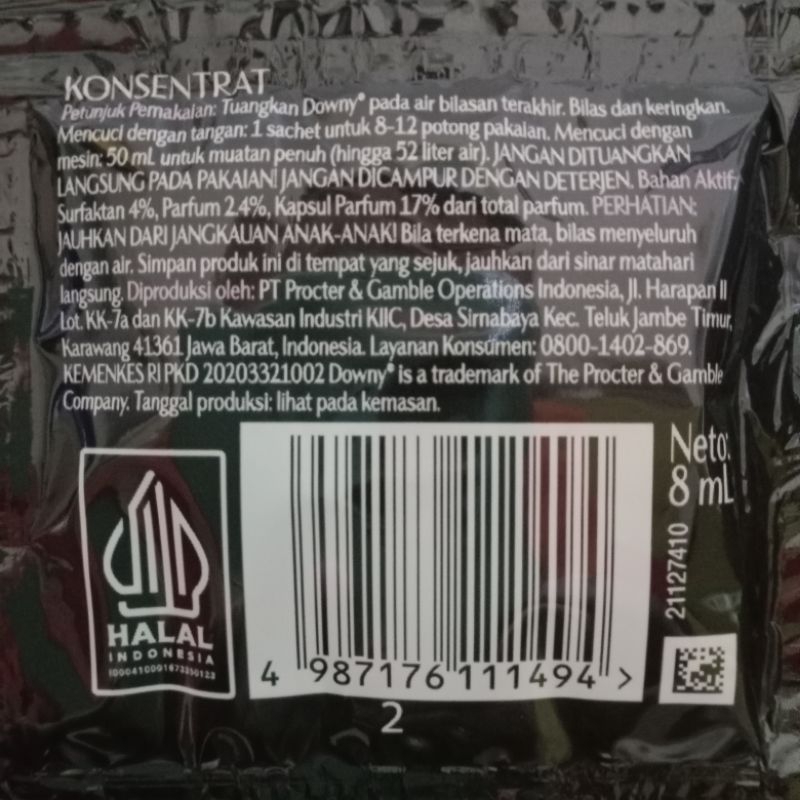 KONSENTRAT
Petunjuk Pemakaian: Tuangkan Downy® pada air bilasan terakhir. Bilas dan keringkan.
Mencuci dengan tangan: 1 sachet untuk 8-12 potong pakaian. Mencuci dengan
mesin: 50 mL untuk muatan penuh (hingga 52 liter air). JANGAN DITUANGKAN
LANGSUNG PADA PAKAIAN! JANGAN DICAMPUR DENGAN DETERJEN. Bahan Aktif:
Surfaktan 4%, Parfum 2.4%, Kapsul Parfum 17% dari total parfum. PERHATIAN:
JAUHKAN DARI JANGKAUAN ANAK-ANAK! Bila terkena mata, bilas menyeluruh
dengan air. Simpan produk ini di tempat yang sejuk, jauhkan dari sinar matahari
langsung. Diproduksi oleh: PT Procter & Gamble Operations Indonesia, Jl. Harapan II
Lot. KK-7a dan KK-7b Kawasan Industri KIIC, Desa Sirnabaya Kec. Teluk Jambe Timur,
Karawang 41361 Jawa Barat, Indonesia. Layanan Konsumen: 0800-1402-869.
KEMENKES RI PKD 20203321002 Downy® is a trademark of The Procter & Gamble
Company. Tanggal produksi: lihat pada kemasan.
Neto:
8 mL
21127410
HALAL
INDONESIA
4 987176 111494 >
2